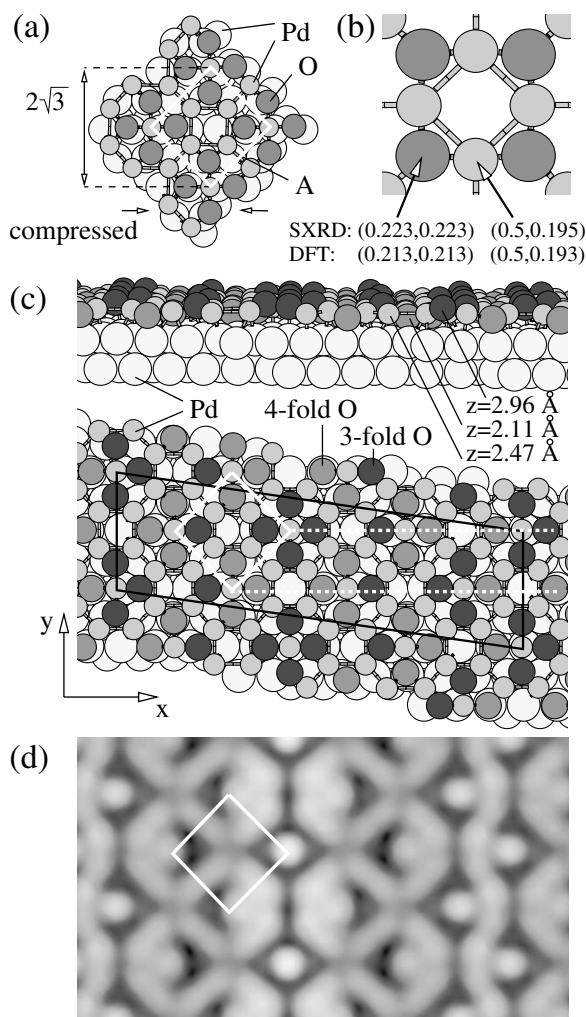 (a)
Pd
O
2√3
A
compressed
(b)
SXRD: (0.223,0.223) (0.5,0.195)
DFT: (0.213,0.213) (0.5,0.193)
(c)
z=2.96 Å
Pd
4-fold O
z=2.11 Å
3-fold O
z=2.47 Å
y
x
(d)